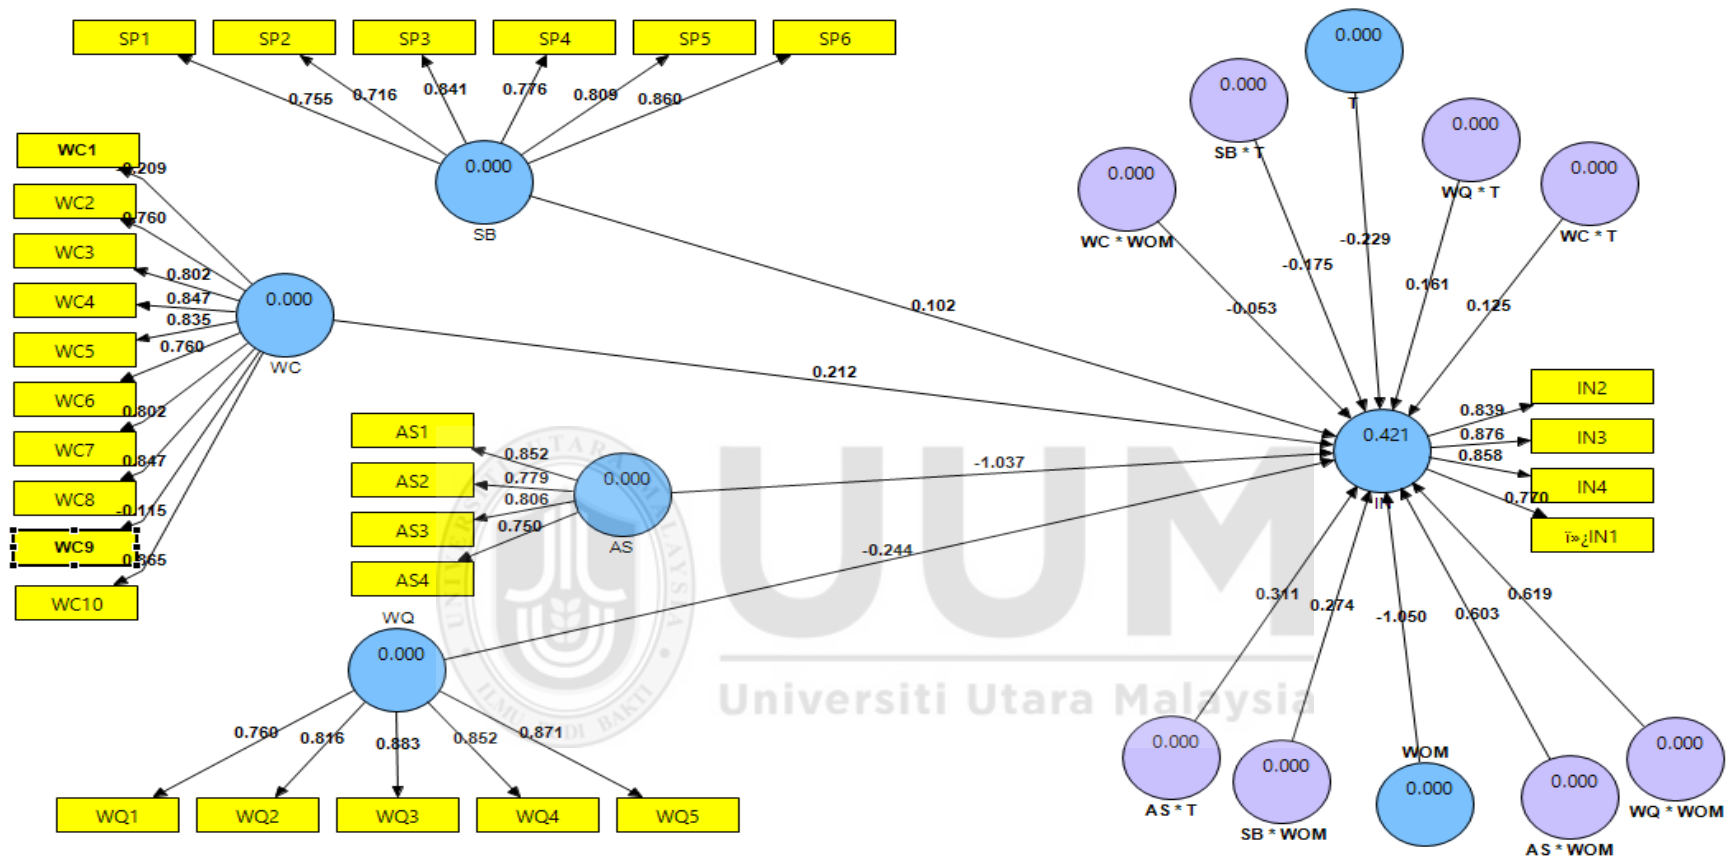 SP1
SP2
SP3
SP4
SP5
SP6
0.755
0.716
0.841
0.776
0.809
0.860
0.000
SB
WC1
WC2
WC3
WC4
WC5
WC6
WC7
WC8
WC9
WC10
0.760
0.802
0.847
0.835
0.760
0.802
0.847
-0.115
0.000
WC
AS1
AS2
AS3
AS4
0.852
0.779
0.806
0.750
0.000
AS
WQ
0.000
0.760
0.816
0.883
0.852
0.871
WQ1
WQ2
WQ3
WQ4
WQ5
0.102
0.212
-1.037
-0.244
0.000
T
0.000
SB * T
0.000
WQ * T
0.000
WC * WOM
0.000
WC * T
-0.229
-0.175
0.161
-0.053
0.125
0.421
IN
0.839
0.876
0.858
0.770
IN2
IN3
IN4
ï»¿IN1
0.311
0.274
-1.050
0.603
0.619
0.000
AS * T
0.000
SB * WOM
WOM
0.000
0.000
AS * WOM
0.000
WQ * WOM
UUM
Universiti Utara Malaysia
UNIVERSITI UTARA MALAYSIA